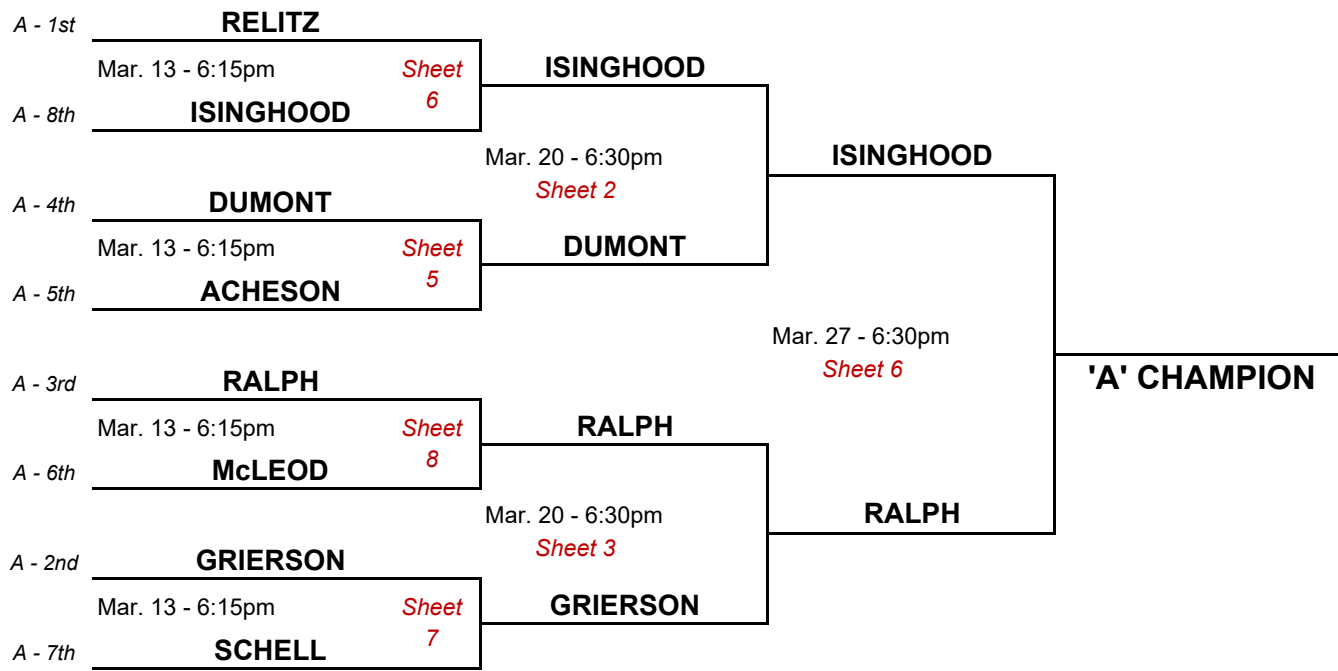 A - 1st RELITZ
Mar. 13 - 6:15pm Sheet 6
A - 8th ISINGHOOD
ISINGHOOD
Mar. 20 - 6:30pm
Sheet 2
A - 4th DUMONT
Mar. 13 - 6:15pm Sheet 5
A - 5th ACHESON
DUMONT
ISINGHOOD
Mar. 27 - 6:30pm
Sheet 6
'A' CHAMPION
A - 3rd RALPH
Mar. 13 - 6:15pm Sheet 8
A - 6th McLEOD
RALPH
Mar. 20 - 6:30pm
Sheet 3
RALPH
A - 2nd GRIERSON
Mar. 13 - 6:15pm Sheet 7
A - 7th SCHELL
GRIERSON